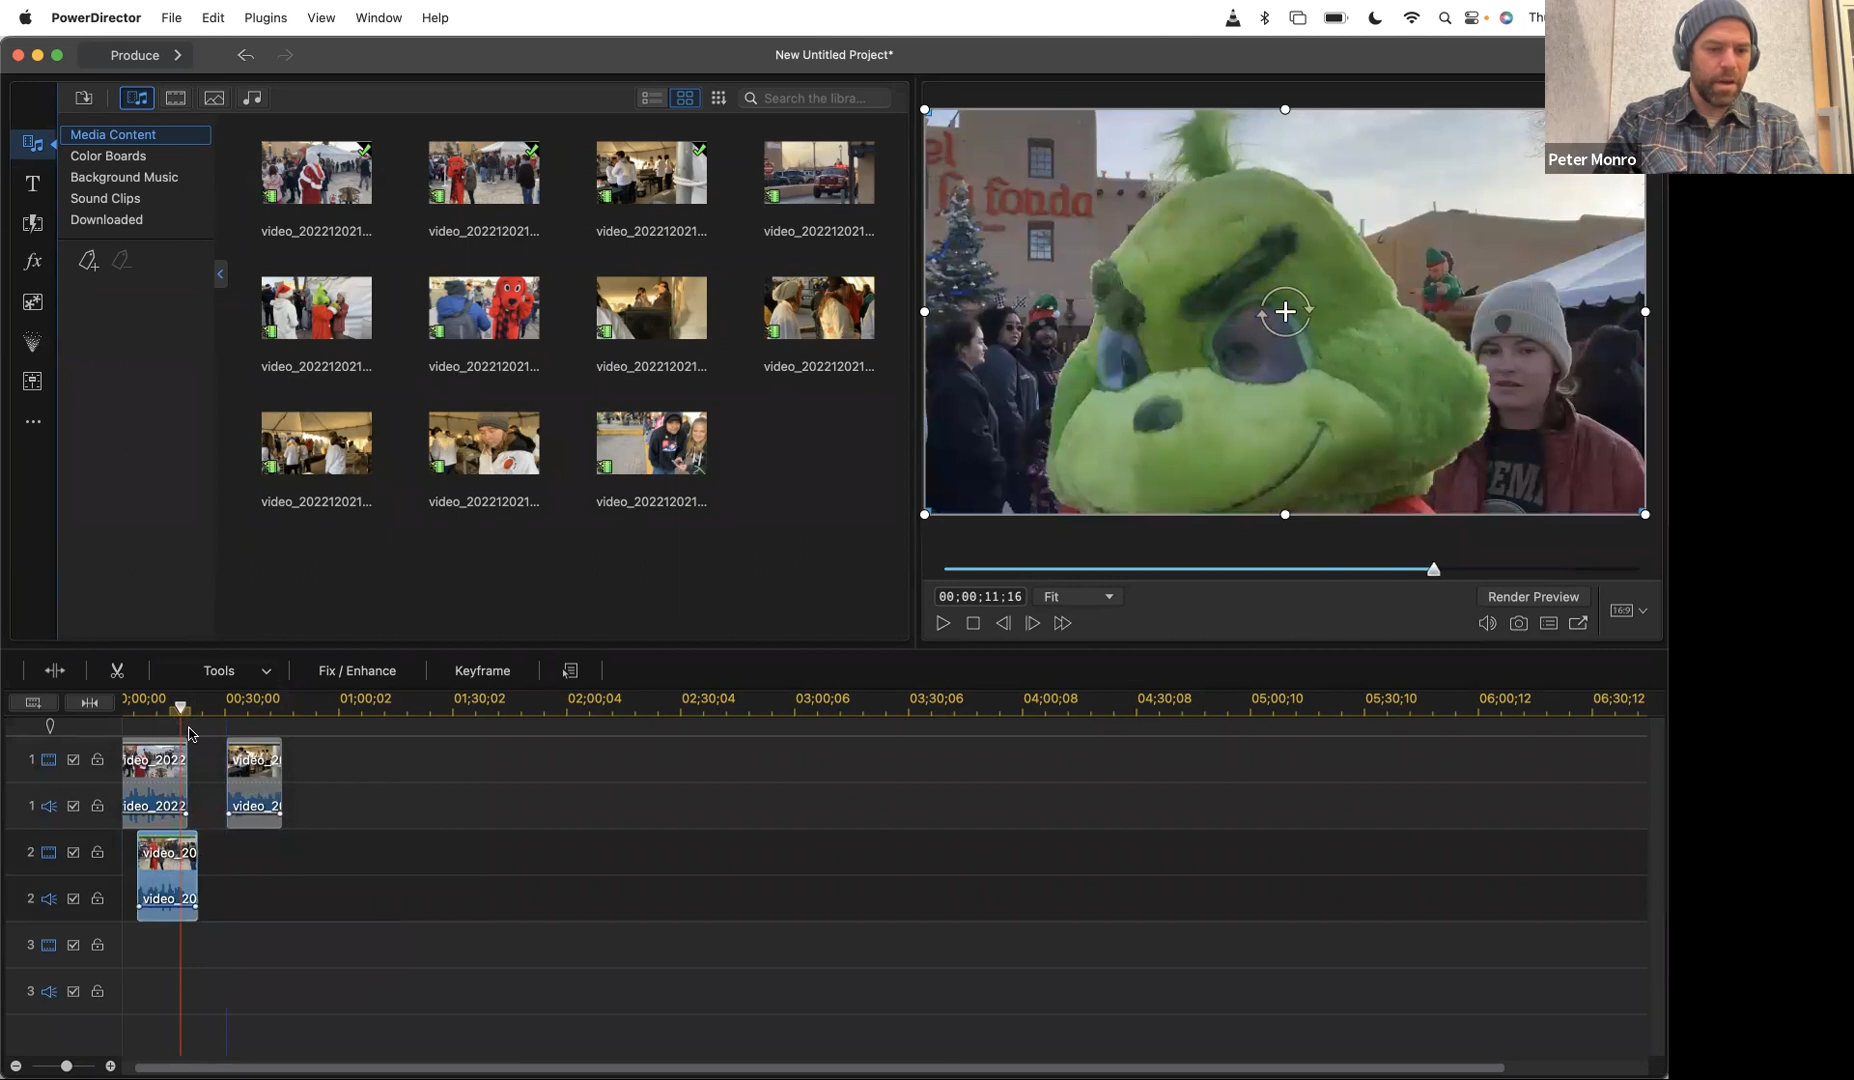 PowerDirector File Edit Plugins View Window Help
Produce
New Untitled Project*
Search the libra...
Media Content
Color Boards
Background Music
Sound Clips
Downloaded
video_202212021... video_202212021... video_202212021... video_202212021...
video_202212021... video_202212021... video_202212021... video_202212021...
video_202212021... video_202212021... video_202212021...
el
la fonda
Peter Monro
00;00;11;16 Fit Render Preview 16:9
Tools Fix / Enhance Keyframe
0;00;00 00;30;00 01;00;02 01;30;02 02;00;04 02;30;04 03;00;06 03;30;06 04;00;08 04;30;08 05;00;10 05;30;10 06;00;12 06;30;12
1 ideo_2022 video_2
1 ideo_2022 video_2
2 video_20
2 video_20
3
3